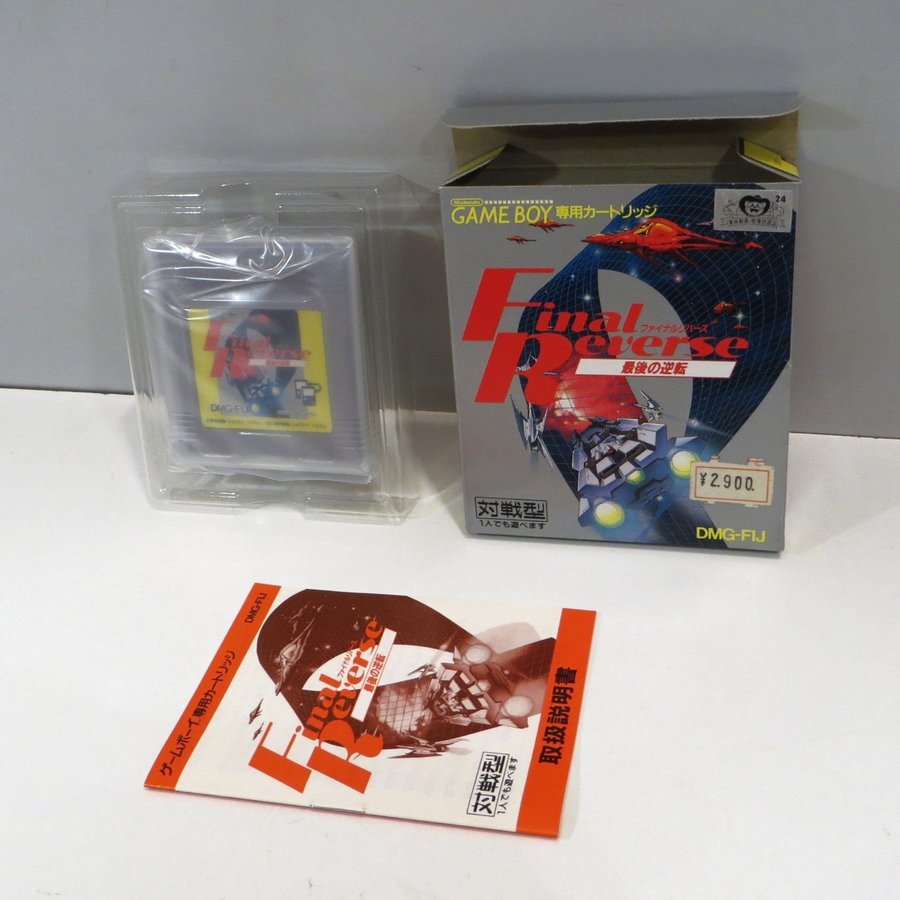 Nintendo
GAME BOY 専用カートリッジ
24
Final
ファイナルリバース
Reverse
最後の逆転
¥2,900.
対戦型
1人でも遊べます
DMG-FIJ
Final
Reverse
DMG-FIJ
ゲームボーイ専用カートリッジ
DMG-FIJ
Final
ファイナルリバース
Reverse
最後の逆転
対戦型
1人でも遊べます
取扱説明書